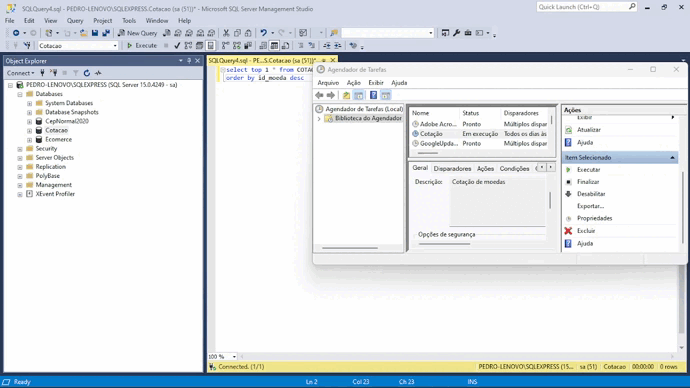 SQLQuery4.sql - PEDRO-LENOVO\SQLEXPRESS.Cotacao (sa (51))* - Microsoft SQL Server Management Studio
Quick Launch (Ctrl+Q)
File Edit View Query Project Tools Window Help
New Query
Cotacao
Execute
Object Explorer
Connect
PEDRO-LENOVO\SQLEXPRESS (SQL Server 15.0.4249 - sa)
Databases
System Databases
Database Snapshots
CepNormal2020
Cotacao
Ecomerce
Security
Server Objects
Replication
PolyBase
Management
XEvent Profiler
SQLQuery4.sql - PE...S.Cotacao (sa (51))*
select top 1 * from COTA
order by id_moeda desc
Agendador de Tarefas
Arquivo Ação Exibir Ajuda
Agendador de Tarefas (Local)
Biblioteca do Agendador
Nome Status Disparadores
Adobe Acro... Pronto Múltiplos dispar
Cotação Em execução Todos os dias às
GoogleUpda... Pronto Múltiplos dispar
Geral Disparadores Ações Condições
Descrição: Cotação de moedas
Opções de segurança
Ações
Exibir
Atualizar
Ajuda
Item Selecionado
Executar
Finalizar
Desabilitar
Exportar...
Propriedades
Excluir
Ajuda
100 %
Connected. (1/1)
PEDRO-LENOVO\SQLEXPRESS (15... sa (51) Cotacao 00:00:00 0 rows
Ready
Ln 2 Col 23 Ch 23 INS